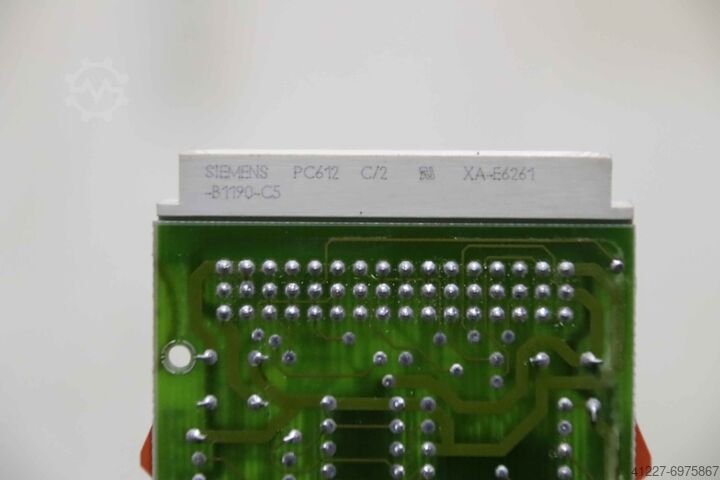 SIEMENS PC612 C/2 XA-E6261
-B1190-C5
41227-6975867